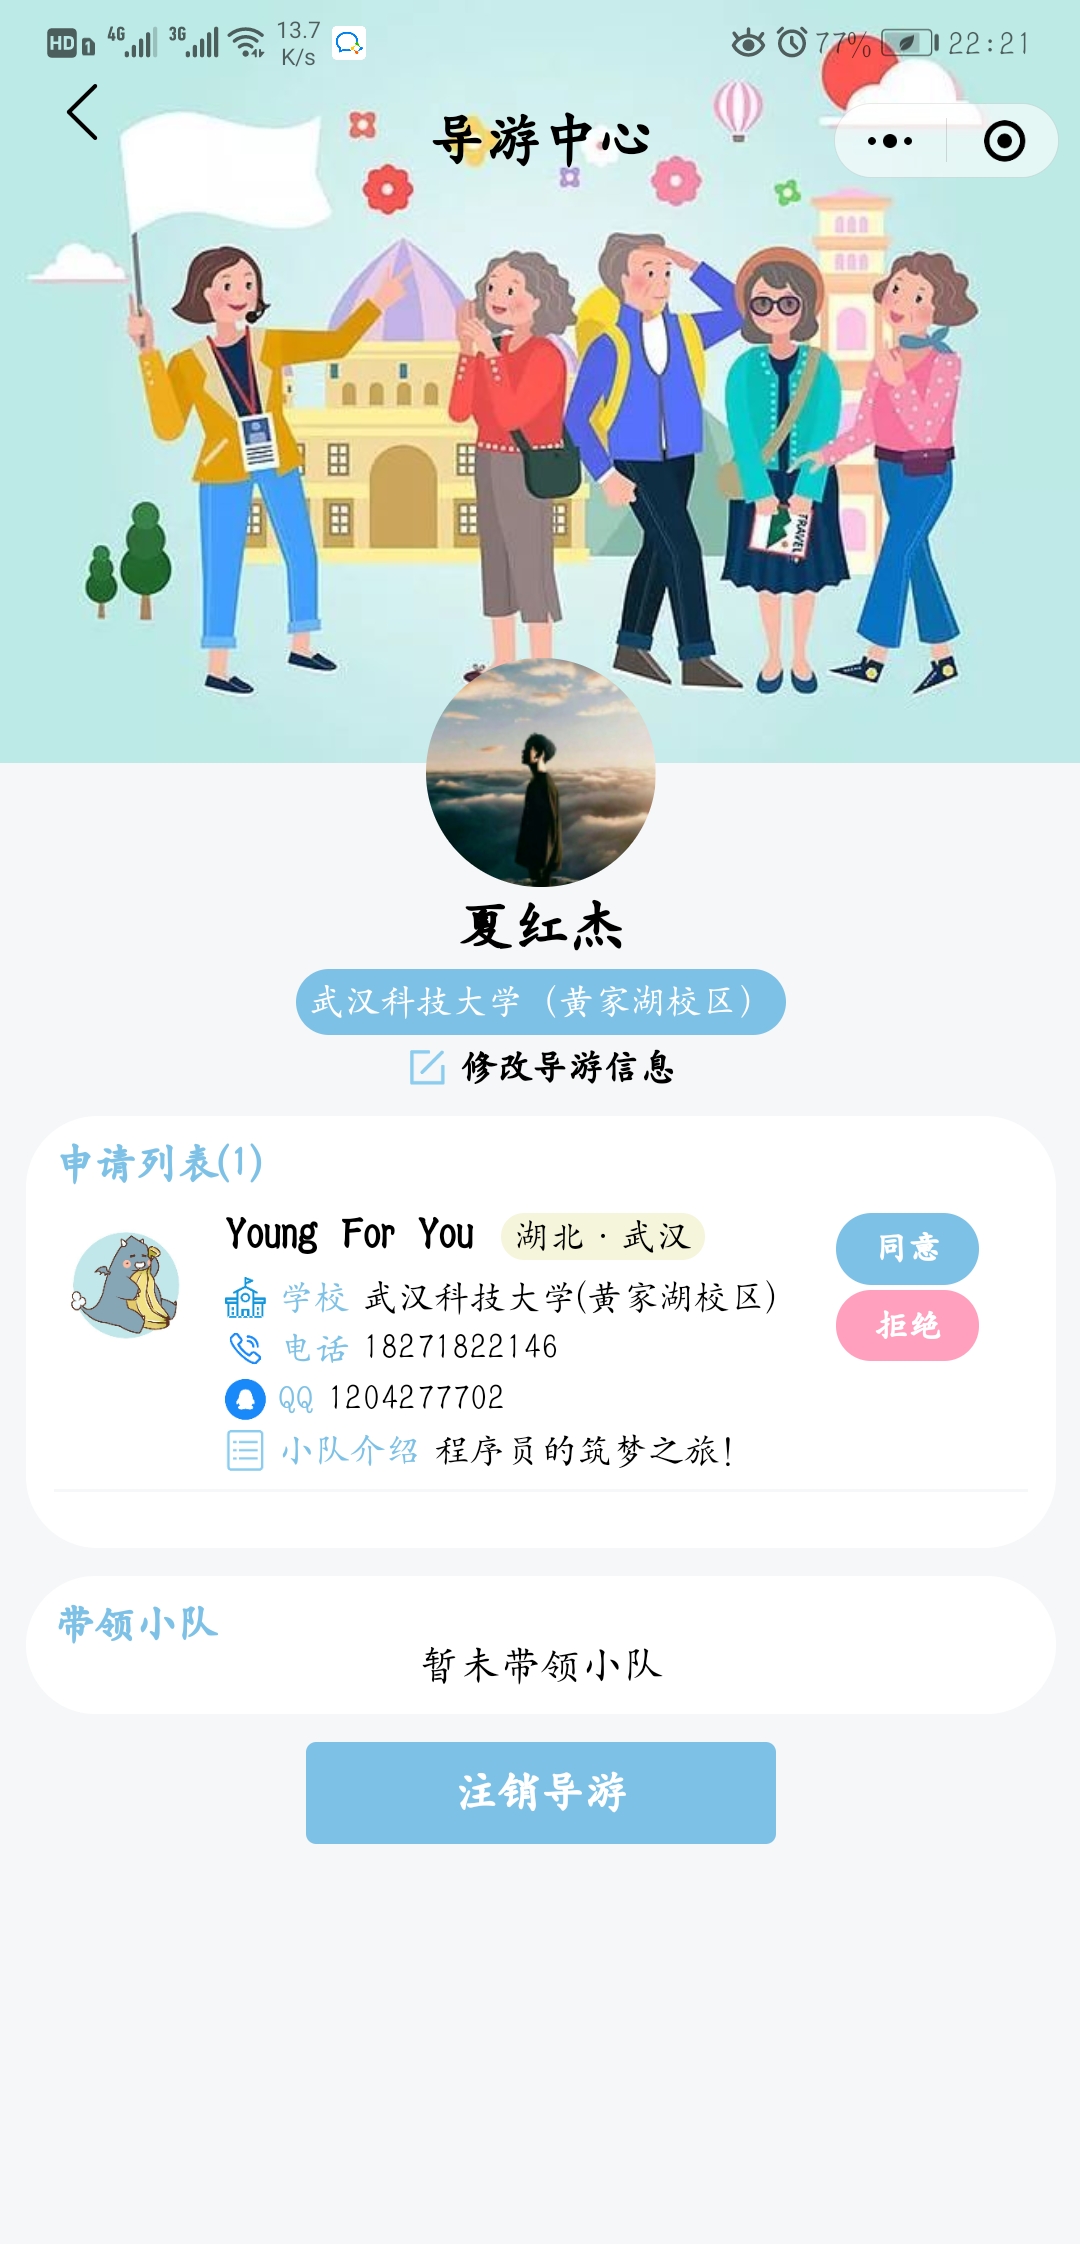 HD 1 4G 3G 13.7 K/s 77% 22:21
导游中心
TRAVEL
夏红杰
武汉科技大学（黄家湖校区）
修改导游信息
申请列表(1)
Young For You 湖北·武汉
同意
学校 武汉科技大学(黄家湖校区)
拒绝
电话 18271822146
QQ 1204277702
小队介绍 程序员的筑梦之旅!
带领小队
暂未带领小队
注销导游